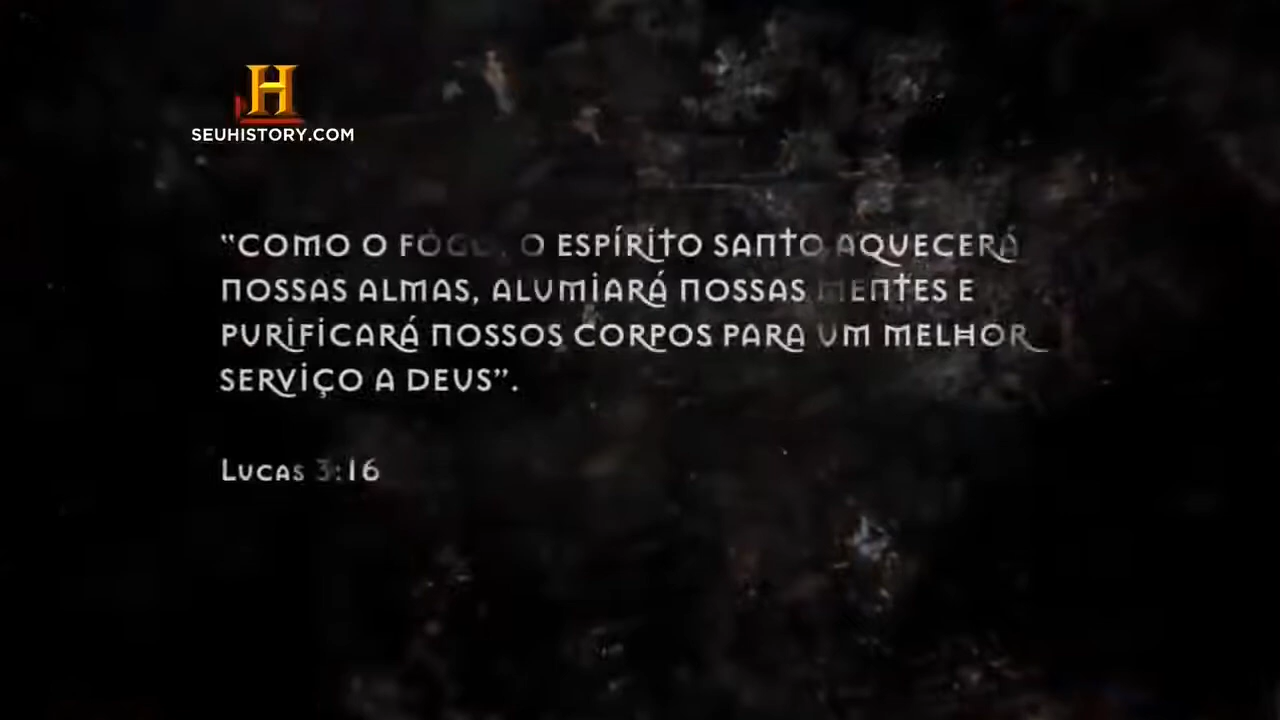 H
SEUHISTORY.COM
"COMO O FOGO, O ESPÍRITO SANTO AQUECERÁ
NOSSAS ALMAS, ALUMIARÁ NOSSAS MENTES E
PURIFICARÁ NOSSOS CORPOS PARA UM MELHOR
SERVIÇO A DEUS".
LUCAS 3:16